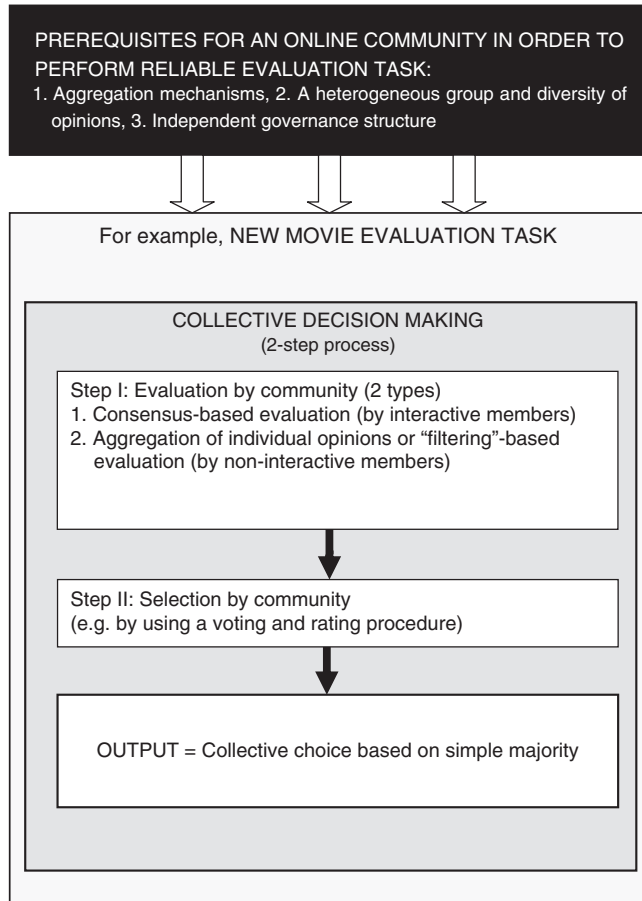 PREREQUISITES FOR AN ONLINE COMMUNITY IN ORDER TO
PERFORM RELIABLE EVALUATION TASK:
1. Aggregation mechanisms, 2. A heterogeneous group and diversity of
opinions, 3. Independent governance structure
For example, NEW MOVIE EVALUATION TASK
COLLECTIVE DECISION MAKING
(2-step process)
Step I: Evaluation by community (2 types)
1. Consensus-based evaluation (by interactive members)
2. Aggregation of individual opinions or “filtering”-based
evaluation (by non-interactive members)
Step II: Selection by community
(e.g. by using a voting and rating procedure)
OUTPUT = Collective choice based on simple majority